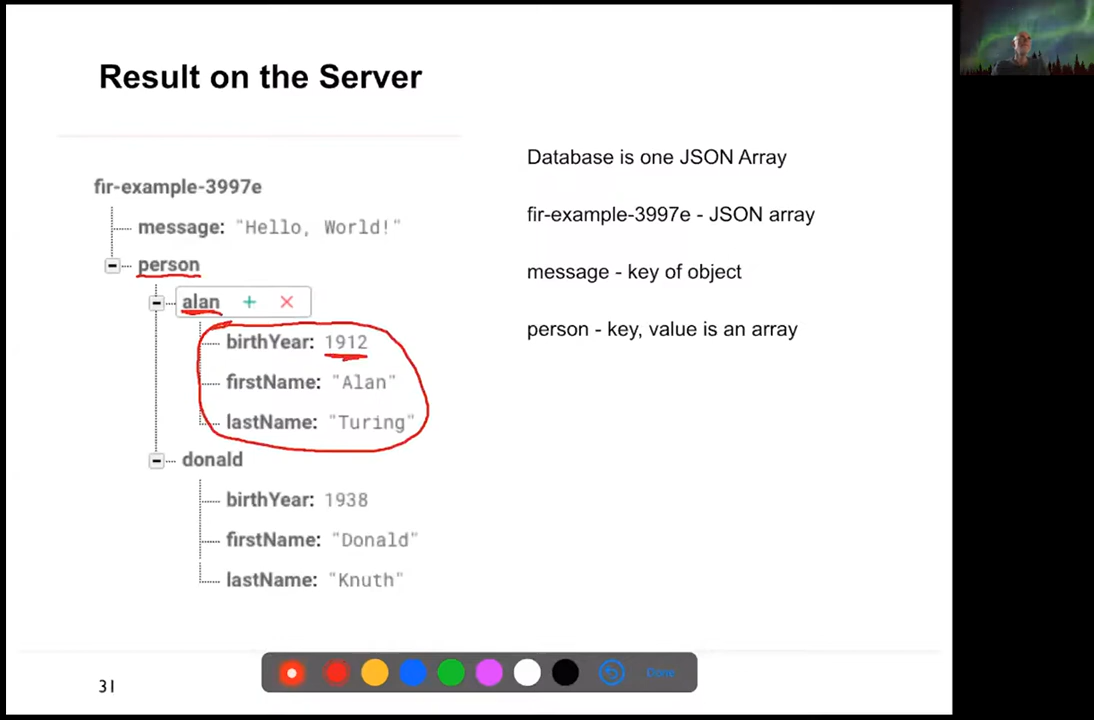 Result on the Server
fir-example-3997e
message: "Hello, World!"
person
alan + ×
birthYear: 1912
firstName: "Alan"
lastName: "Turing"
donald
birthYear: 1938
firstName: "Donald"
lastName: "Knuth"
Database is one JSON Array
fir-example-3997e - JSON array
message - key of object
person - key, value is an array
31
Done